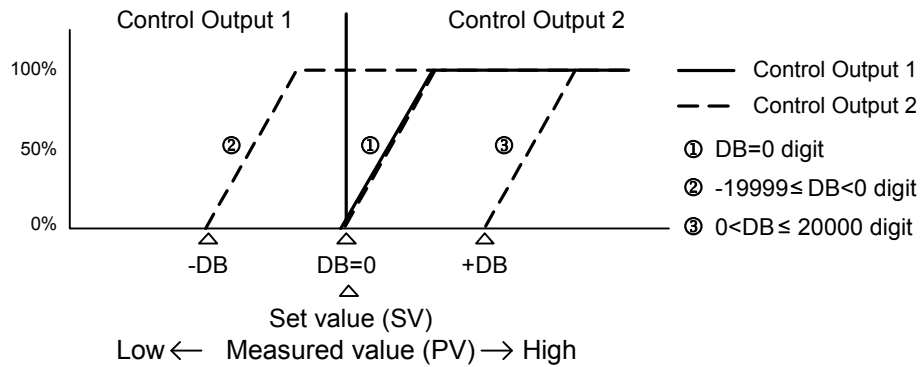 Control Output 1 Control Output 2
100%
50%
0%
② ① ③
-DB DB=0 +DB
Set value (SV)
Low ← Measured value (PV) → High
Control Output 1
Control Output 2
① DB=0 digit
② -19999≤ DB<0 digit
③ 0<DB≤ 20000 digit